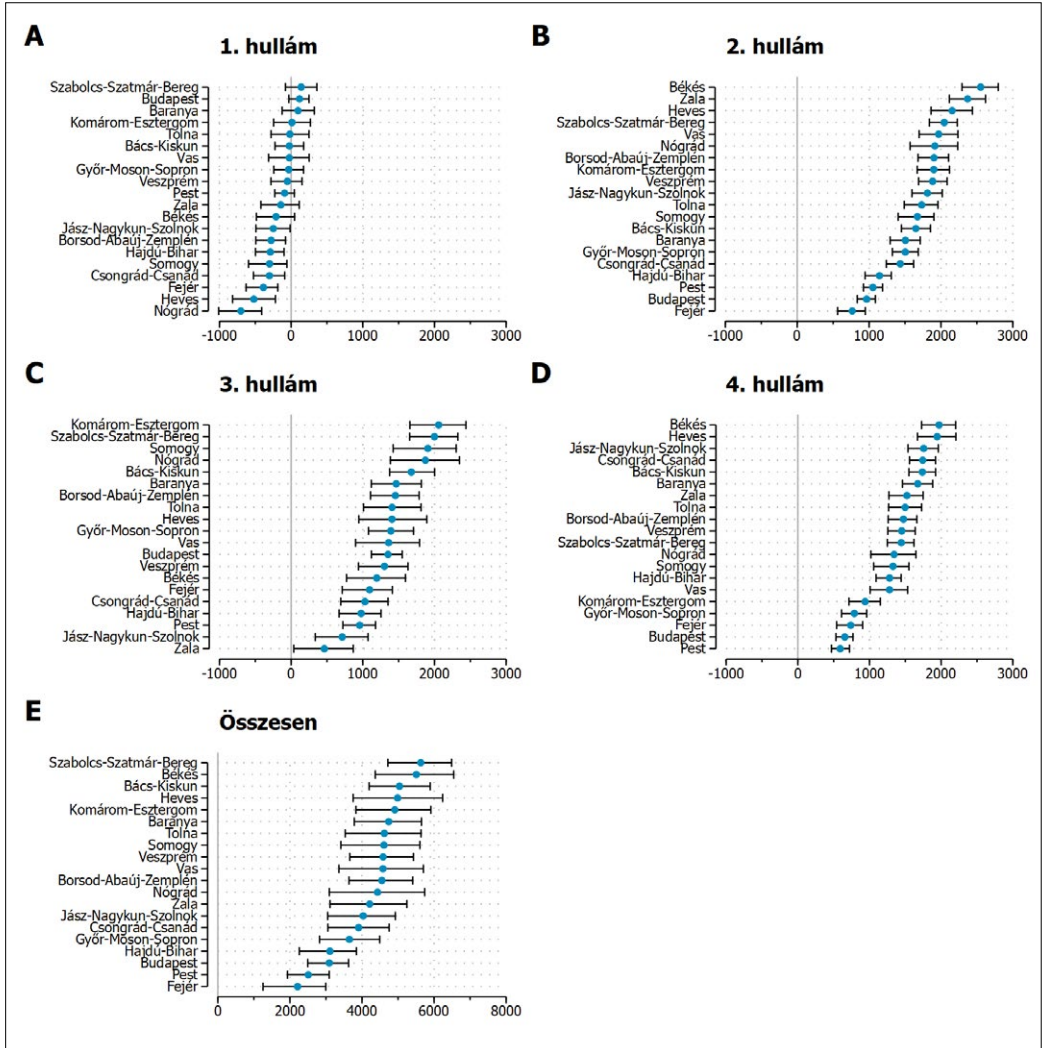 A
1. hullám
Szabolcs-Szatmár-Bereg
Budapest
Baranya
Komárom-Esztergom
Tolna
Bács-Kiskun
Vas
Győr-Moson-Sopron
Veszprém
Pest
Zala
Békés
Jász-Nagykun-Szolnok
Borsod-Abaúj-Zemplén
Hajdú-Bihar
Somogy
Csongrád-Csanád
Fejér
Heves
Nógrád
-1000 0 1000 2000 3000
B
2. hullám
Békés
Zala
Heves
Szabolcs-Szatmár-Bereg
Vas
Nógrád
Borsod-Abaúj-Zemplén
Komárom-Esztergom
Veszprém
Jász-Nagykun-Szolnok
Tolna
Somogy
Bács-Kiskun
Baranya
Győr-Moson-Sopron
Csongrád-Csanád
Hajdú-Bihar
Pest
Budapest
Fejér
-1000 0 1000 2000 3000
C
3. hullám
Komárom-Esztergom
Szabolcs-Szatmár-Bereg
Somogy
Nógrád
Bács-Kiskun
Baranya
Borsod-Abaúj-Zemplén
Tolna
Heves
Győr-Moson-Sopron
Vas
Budapest
Veszprém
Békés
Fejér
Csongrád-Csanád
Hajdú-Bihar
Pest
Jász-Nagykun-Szolnok
Zala
-1000 0 1000 2000 3000
D
4. hullám
Békés
Heves
Jász-Nagykun-Szolnok
Csongrád-Csanád
Bács-Kiskun
Baranya
Zala
Tolna
Borsod-Abaúj-Zemplén
Veszprém
Szabolcs-Szatmár-Bereg
Nógrád
Somogy
Hajdú-Bihar
Vas
Komárom-Esztergom
Győr-Moson-Sopron
Fejér
Budapest
Pest
-1000 0 1000 2000 3000
E
Összesen
Szabolcs-Szatmár-Bereg
Békés
Bács-Kiskun
Heves
Komárom-Esztergom
Baranya
Tolna
Somogy
Veszprém
Vas
Borsod-Abaúj-Zemplén
Nógrád
Zala
Jász-Nagykun-Szolnok
Csongrád-Csanád
Győr-Moson-Sopron
Hajdú-Bihar
Budapest
Pest
Fejér
0 2000 4000 6000 8000